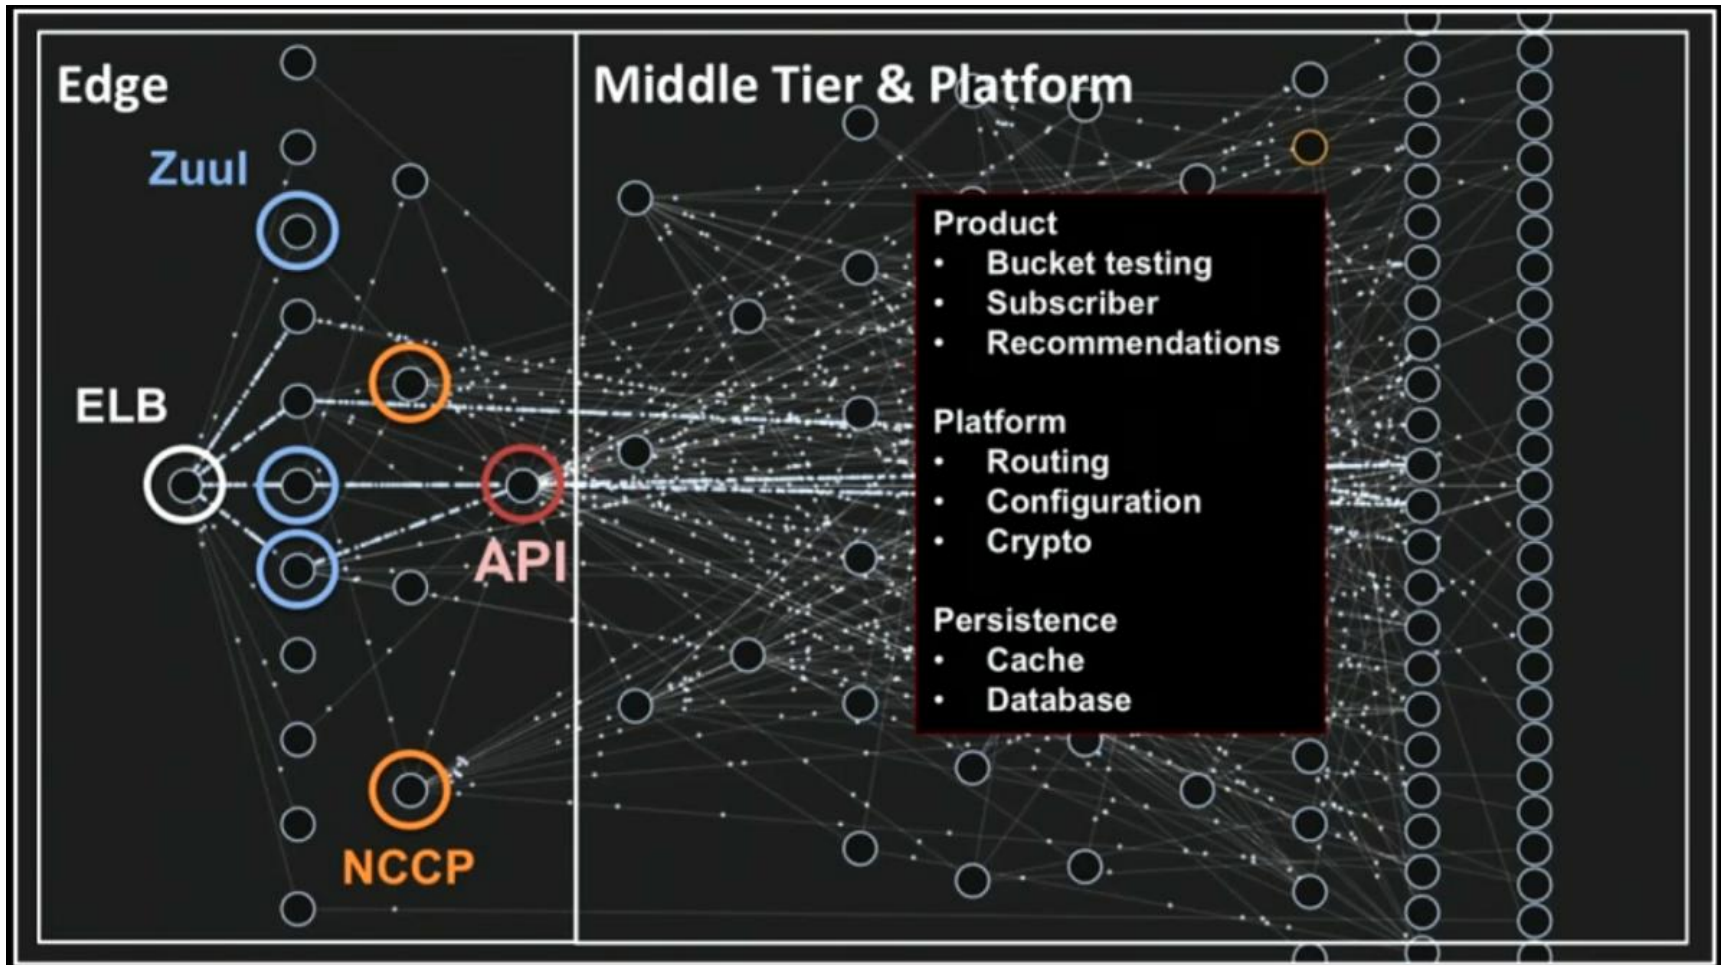 Edge
Middle Tier & Platform
Zuul
ELB
API
NCCP
Product
• Bucket testing
• Subscriber
• Recommendations
Platform
• Routing
• Configuration
• Crypto
Persistence
• Cache
• Database